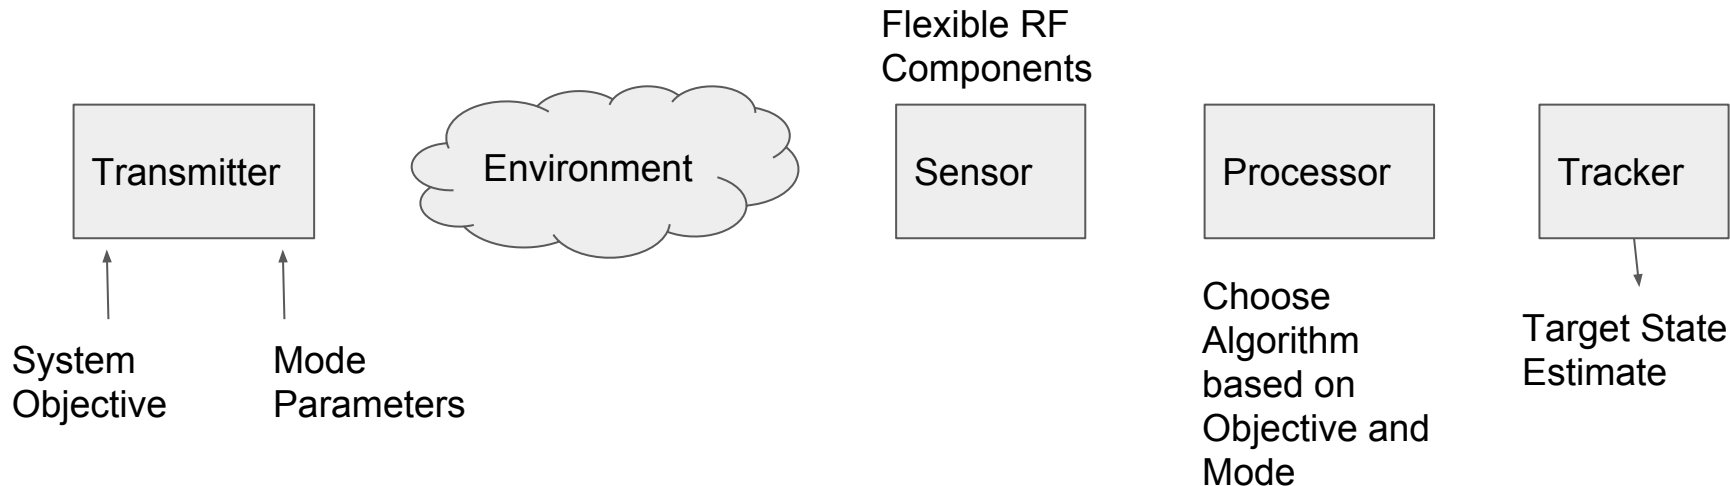 Flexible RF
Components
Transmitter
Environment
Sensor
Processor
Tracker
System
Objective
Mode
Parameters
Choose
Algorithm
based on
Objective and
Mode
Target State
Estimate